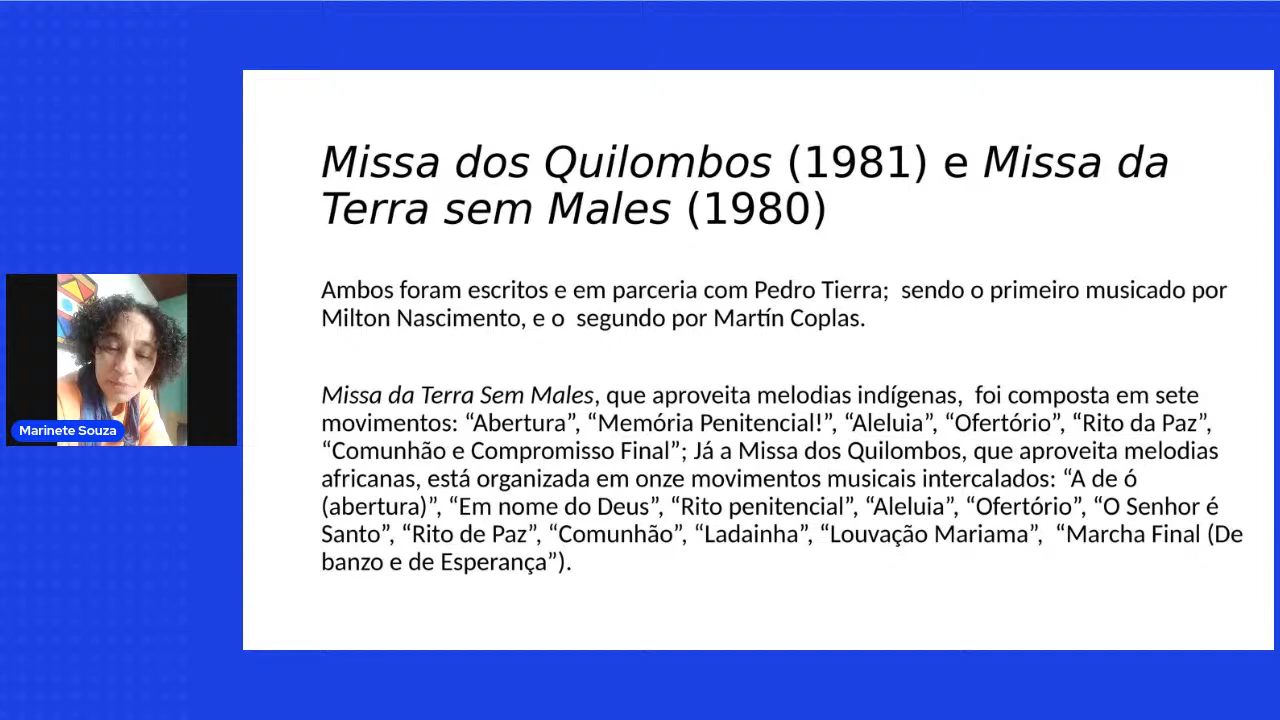 Missa dos Quilombos (1981) e Missa da
Terra sem Males (1980)
Ambos foram escritos e em parceria com Pedro Tierra;  sendo o primeiro musicado por
Milton Nascimento, e o  segundo por Martín Coplas.
Missa da Terra Sem Males, que aproveita melodias indígenas,  foi composta em sete
movimentos: “Abertura”, “Memória Penitencial!”, “Aleluia”, “Ofertório”, “Rito da Paz”,
“Comunhão e Compromisso Final”; Já a Missa dos Quilombos, que aproveita melodias
africanas, está organizada em onze movimentos musicais intercalados: “A de ó
(abertura)”, “Em nome do Deus”, “Rito penitencial”, “Aleluia”, “Ofertório”, “O Senhor é
Santo”, “Rito de Paz”, “Comunhão”, “Ladainha”, “Louvação Mariama”,  “Marcha Final (De
banzo e de Esperança”).
Marinete Souza